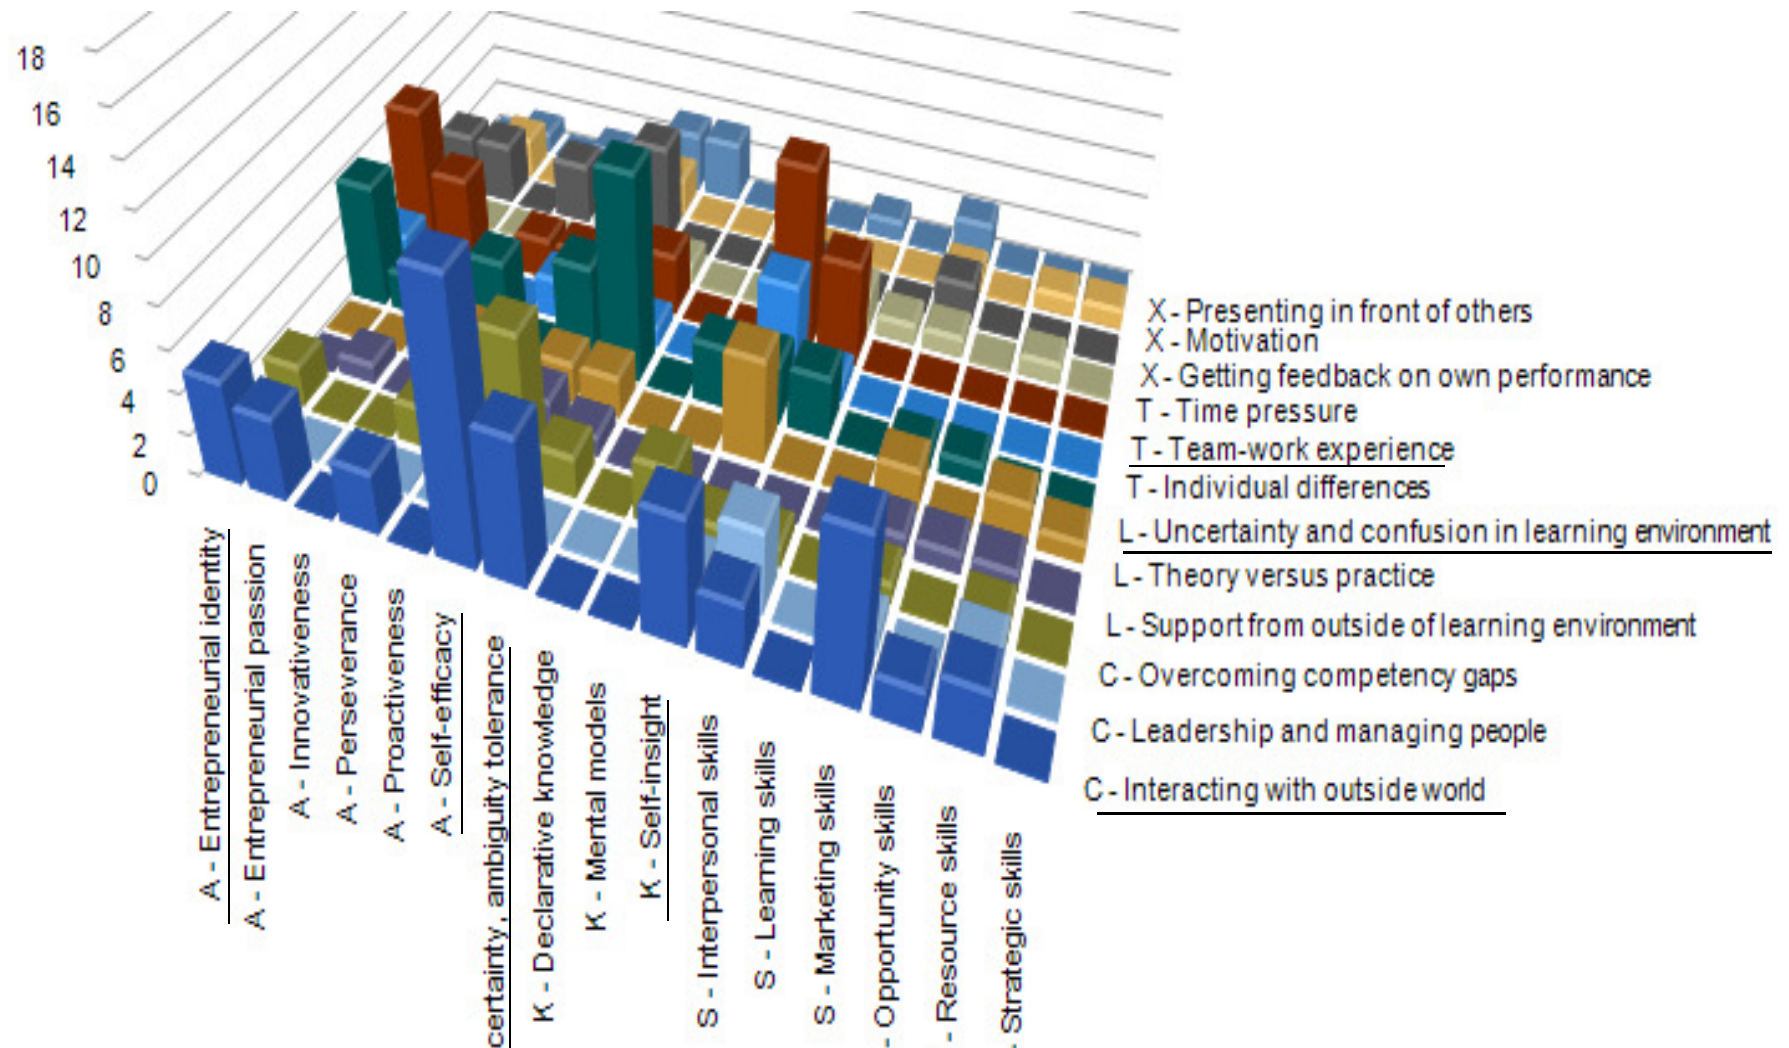 18
16
14
12
10
8
6
4
2
0
X - Presenting in front of others
X - Motivation
X - Getting feedback on own performance
T - Time pressure
T - Team-work experience
T - Individual differences
L - Uncertainty and confusion in learning environment
L - Theory versus practice
L - Support from outside of learning environment
C - Overcoming competency gaps
C - Leadership and managing people
C - Interacting with outside world
A - Entrepreneurial identity
A - Entrepreneurial passion
A - Innovativeness
A - Perseverance
A - Proactiveness
A - Self-efficacy
certainty, ambiguity tolerance
K - Declarative knowledge
K - Mental models
K - Self-insight
S - Interpersonal skills
S - Learning skills
S - Marketing skills
- Opportunity skills
- Resource skills
- Strategic skills